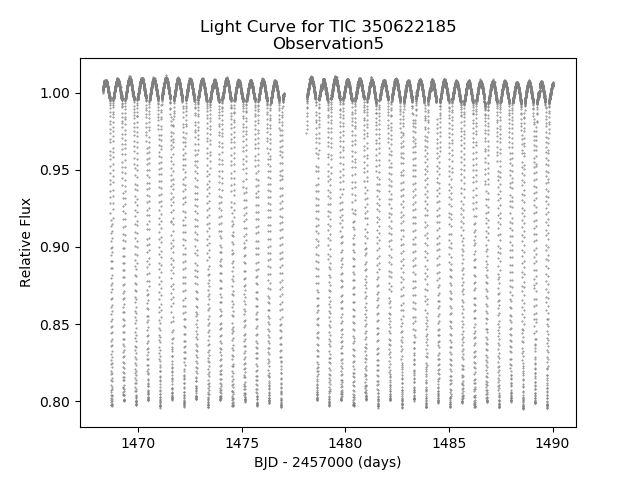 Light Curve for TIC 350622185
Observation5
1.00
0.95
0.90
0.85
0.80
Relative Flux
1470
1475
1480
1485
1490
BJD - 2457000 (days)